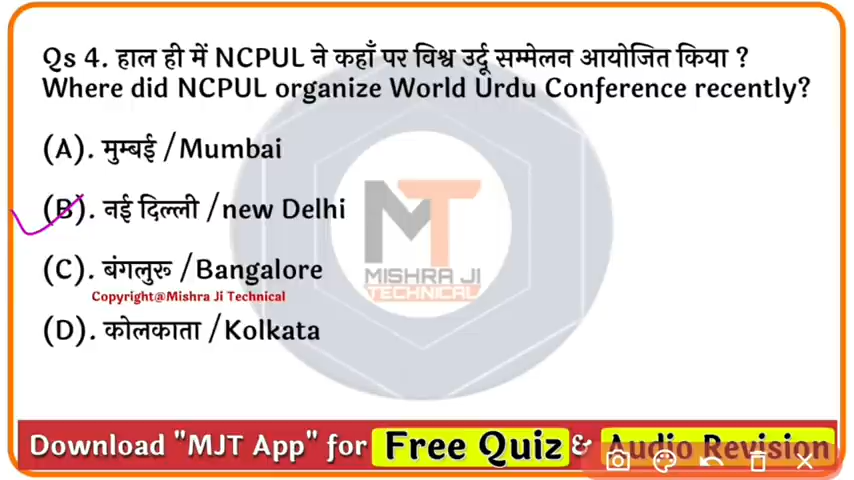 Qs 4. हाल ही में NCPUL ने कहाँ पर विश्व उर्दू सम्मेलन आयोजित किया ?
Where did NCPUL organize World Urdu Conference recently?
(A). मुम्बई /Mumbai
(B). नई दिल्ली /new Delhi
MT
(C). बंगलुरु /Bangalore
MISHRA JI
TECHNICAL
Copyright@Mishra Ji Technical
(D). कोलकाता /Kolkata
Download "MJT App" for Free Quiz & Audio Revision